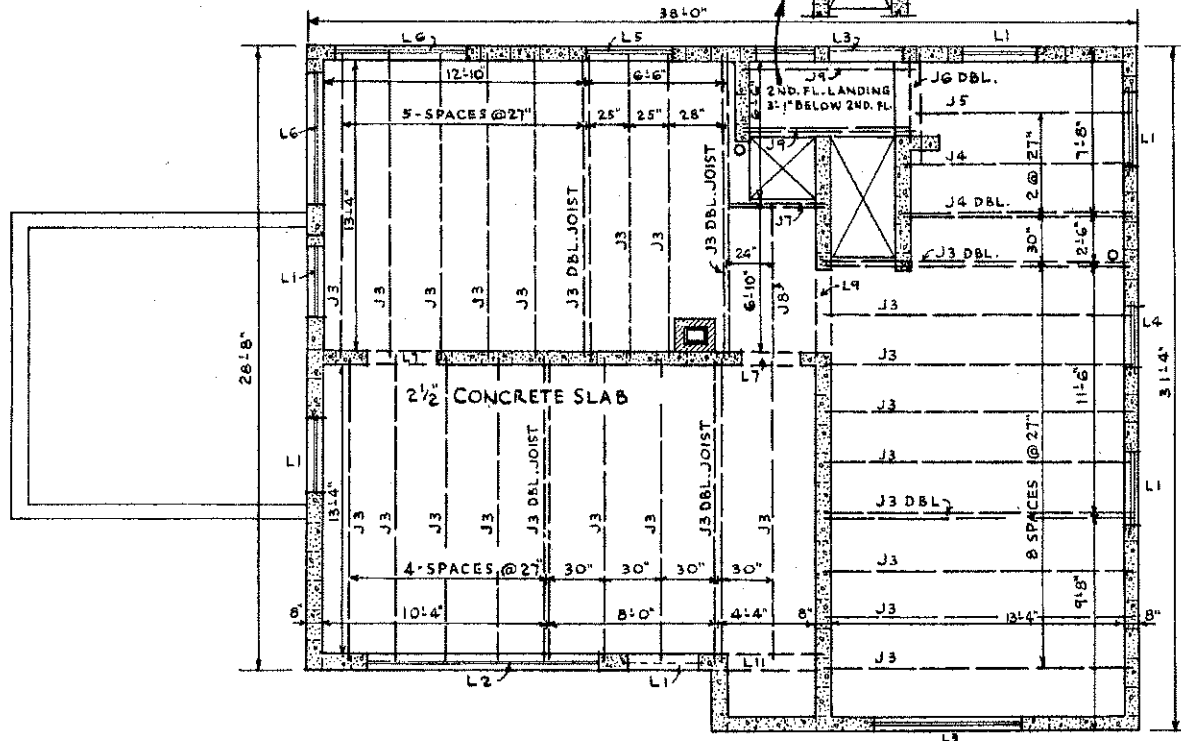 38'-0"
L6
L5
L3
L1
12'-10"
6'-6"
J9
J6 DBL.
2ND. FL. LANDING
3'-1" BELOW 2ND. FL.
J5
5-SPACES @ 27"
25"
25"
28"
L6
J9
O
J4
2 @ 27"
7'-8"
L1
13'-4"
J3 DBL. JOIST
J3
J3
J3 DBL. JOIST
J7
J4 DBL.
30"
2'-6"
24"
J3 DBL.
O
L1
J3
J3
J3
J3
J3
6'-10"
J8
L9
J3
L4
28'-8"
31'-4"
L7
J3
2 1/2" CONCRETE SLAB
J3
11'-6"
J3 DBL. JOIST
J3 DBL. JOIST
J3
8 SPACES @ 27"
L1
13'-4"
J3
J3
J3
J3
J3
J3
J3
J3 DBL
L1
4-SPACES @ 27"
30"
30"
30"
30"
J3
9'-8"
8"
10'-4"
8'-0"
4'-4"
8"
J3
13'-4"
8"
L2
L1
L11
J3